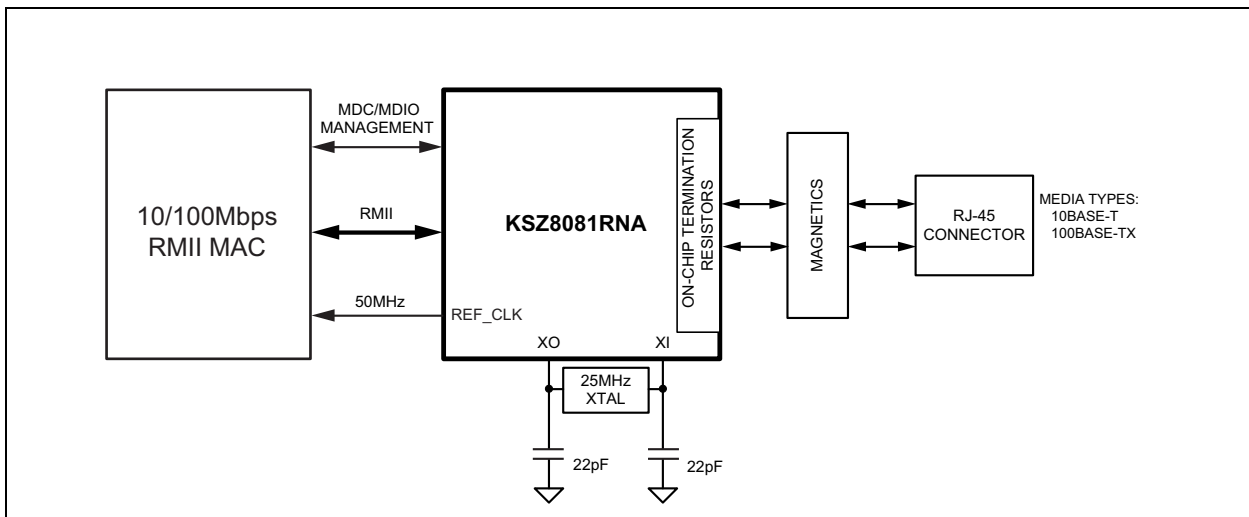 10/100Mbps
RMII MAC
MDC/MDIO
MANAGEMENT
RMII
50MHz
KSZ8081RNA
REF_CLK
XO
XI
ON-CHIP TERMINATION
RESISTORS
MAGNETICS
RJ-45
CONNECTOR
MEDIA TYPES:
10BASE-T
100BASE-TX
25MHz
XTAL
22pF
22pF